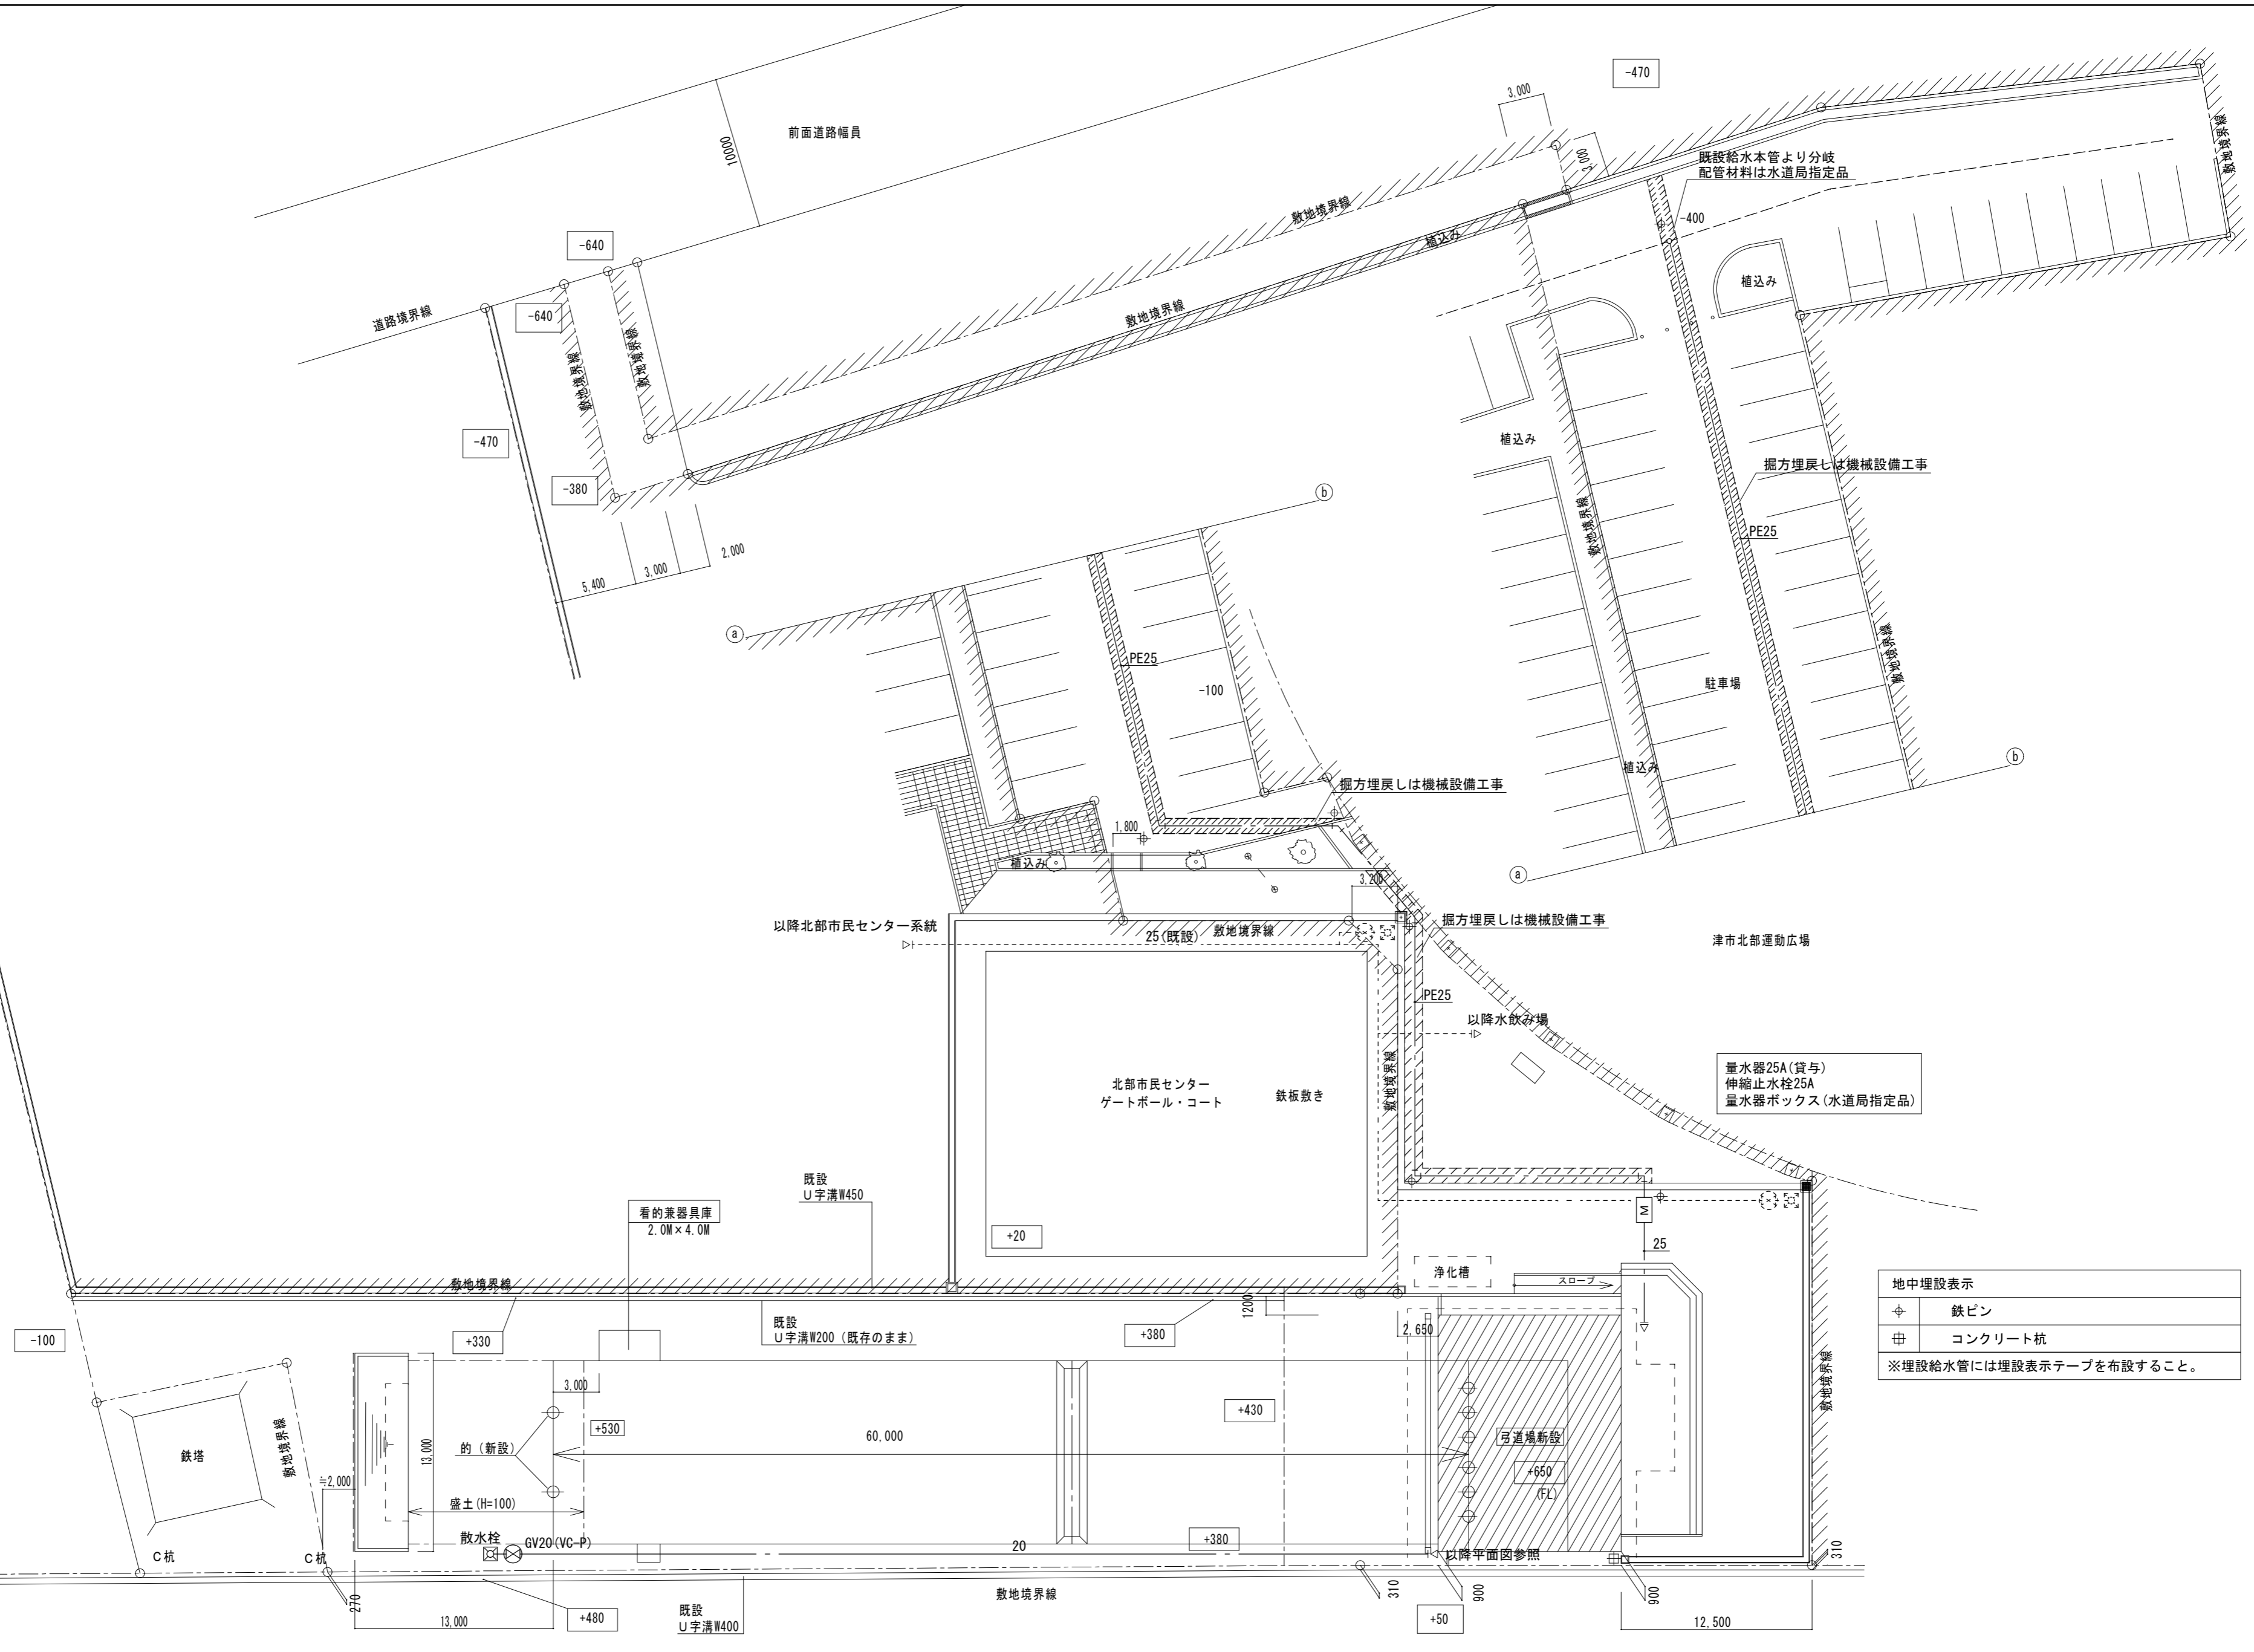 -470
3,000
前面道路幅員
10000
2,000
既設給水本管より分岐
配管材料は水道局指定品
敷地境界線
-400
敷地境界線
植込み
-640
植込み
道路境界線
-640
敷地境界線
敷地境界線
敷地境界線
-470
植込み
掘方埋戻しは機械設備工事
-380
b
敷地境界線
PE25
2,000
3,000
5,400
a
PE25
-100
敷地境界線
駐車場
植込み
b
掘方埋戻しは機械設備工事
1,800
植込み
a
3,200
以降北部市民センター系統
25(既設)
敷地境界線
掘方埋戻しは機械設備工事
津市北部運動広場
PE25
以降水飲み場
北部市民センター
ゲートボール・コート
鉄板敷き
敷地境界線
量水器25A(貸与)
伸縮止水栓25A
量水器ボックス(水道局指定品)
既設
U字溝W450
看的兼器具庫
2.0M×4.0M
+20
M
25
浄化槽
スロープ
敷地境界線
地中埋設表示
鉄ピン
コンクリート杭
※埋設給水管には埋設表示テープを布設すること。
-100
+330
既設
U字溝W200(既存のまま)
+380
1200
2,650
敷地境界線
3,000
+530
+430
60,000
的(新設)
弓道場新設
+650
(FL)
鉄塔
敷地境界線
13,000
≒2,000
盛土(H=100)
散水栓
GV20(VC-P)
20
+380
以降平面図参照
C杭
C杭
270
310
900
900
310
敷地境界線
13,000
+480
既設
U字溝W400
+50
12,500